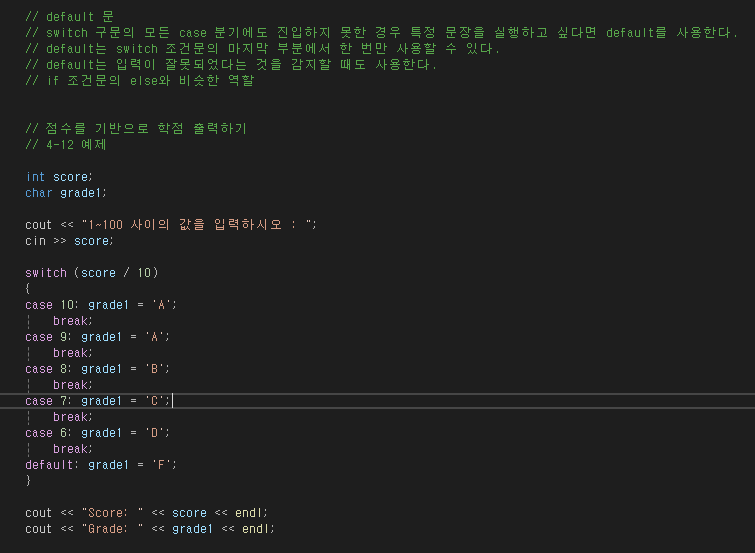 // default 문
// switch 구문의 모든 case 분기에도 진입하지 못한 경우 특정 문장을 실행하고 싶다면 default를 사용한다.
// default는 switch 조건문의 마지막 부분에서 한 번만 사용할 수 있다.
// default는 입력이 잘못되었다는 것을 감지할 때도 사용한다.
// if 조건문의 else와 비슷한 역할
// 점수를 기반으로 학점 출력하기
// 4-12 예제
int score;
char grade1;
cout << "1~100 사이의 값을 입력하시오 : ";
cin >> score;
switch (score / 10)
{
case 10: grade1 = 'A';
break;
case 9: grade1 = 'A';
break;
case 8: grade1 = 'B';
break;
case 7: grade1 = 'C';
break;
case 6: grade1 = 'D';
break;
default: grade1 = 'F';
}
cout << "Score: " << score << endl;
cout << "Grade: " << grade1 << endl;